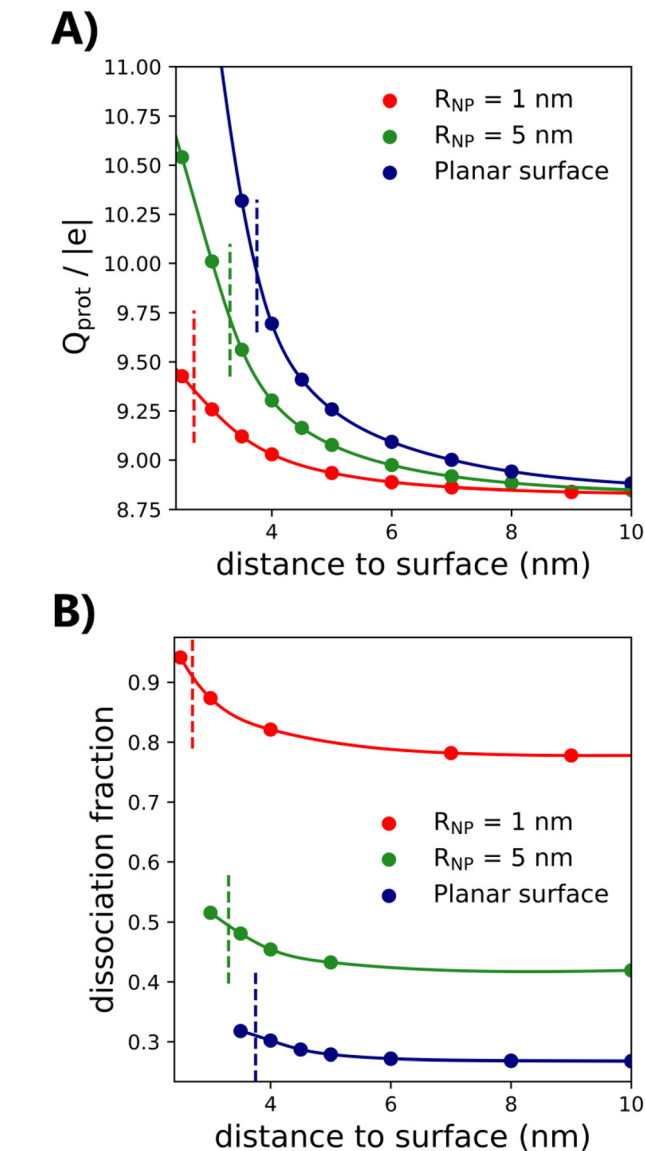 A)
11.00
10.75
10.50
10.25
10.00
9.75
9.50
9.25
9.00
8.75
Q_prot / |e|
R_NP = 1 nm
R_NP = 5 nm
Planar surface
4 6 8 10
distance to surface (nm)
B)
0.9
0.8
0.7
0.6
0.5
0.4
0.3
dissociation fraction
R_NP = 1 nm
R_NP = 5 nm
Planar surface
4 6 8 10
distance to surface (nm)